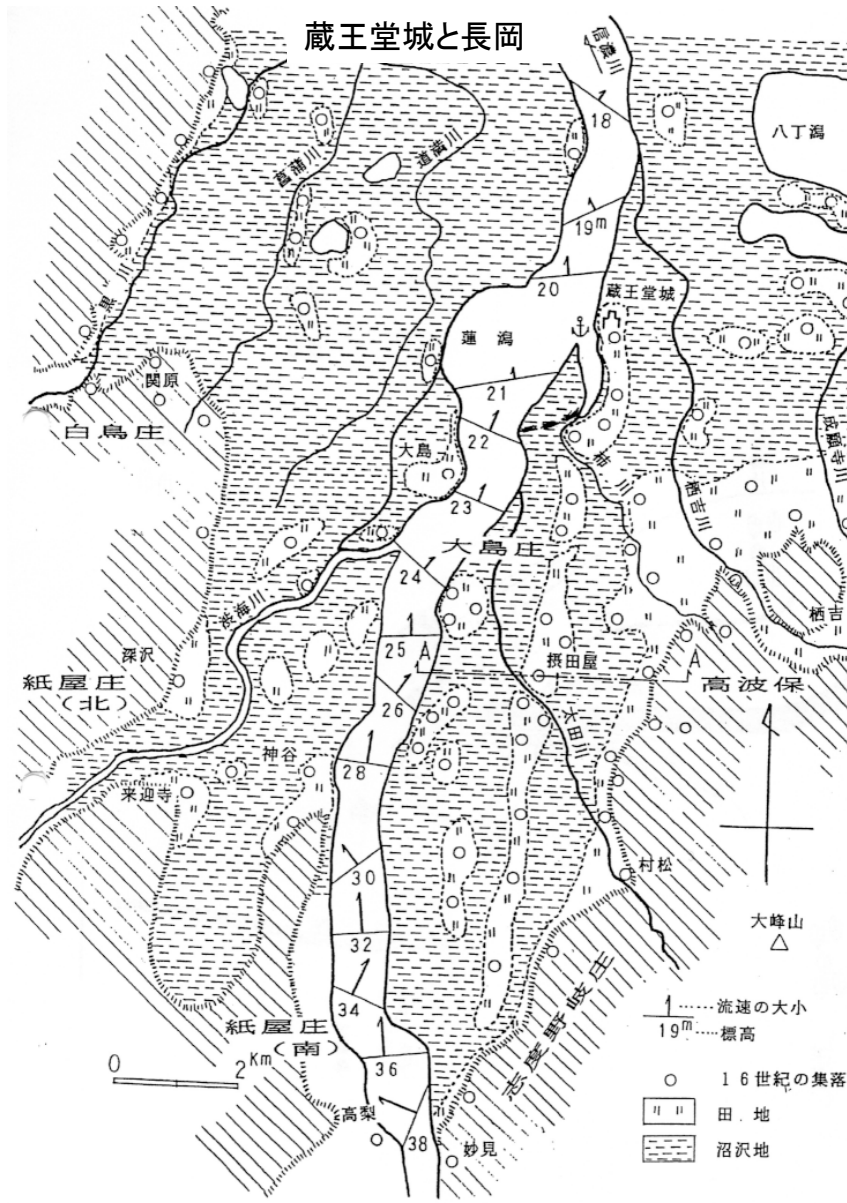 蔵王堂城と長岡
信濃川
18
八丁潟
菖蒲川
道満川
19m
黒川
20
蔵王堂城
蓮潟
関原
21
白鳥庄
22
大島
柿川
栖吉川
成願寺川
23
大島庄
24
渋海川
栖吉
深沢
25
A
摂田屋
A
紙屋庄
(北)
高波保
26
太田川
神谷
28
来迎寺
30
村松
大峰山
32
志度野岐庄
34
流速の大小
19m
標高
紙屋庄
(南)
0
2Km
36
16世紀の集落
田地
高梨
38
妙見
沼沢地